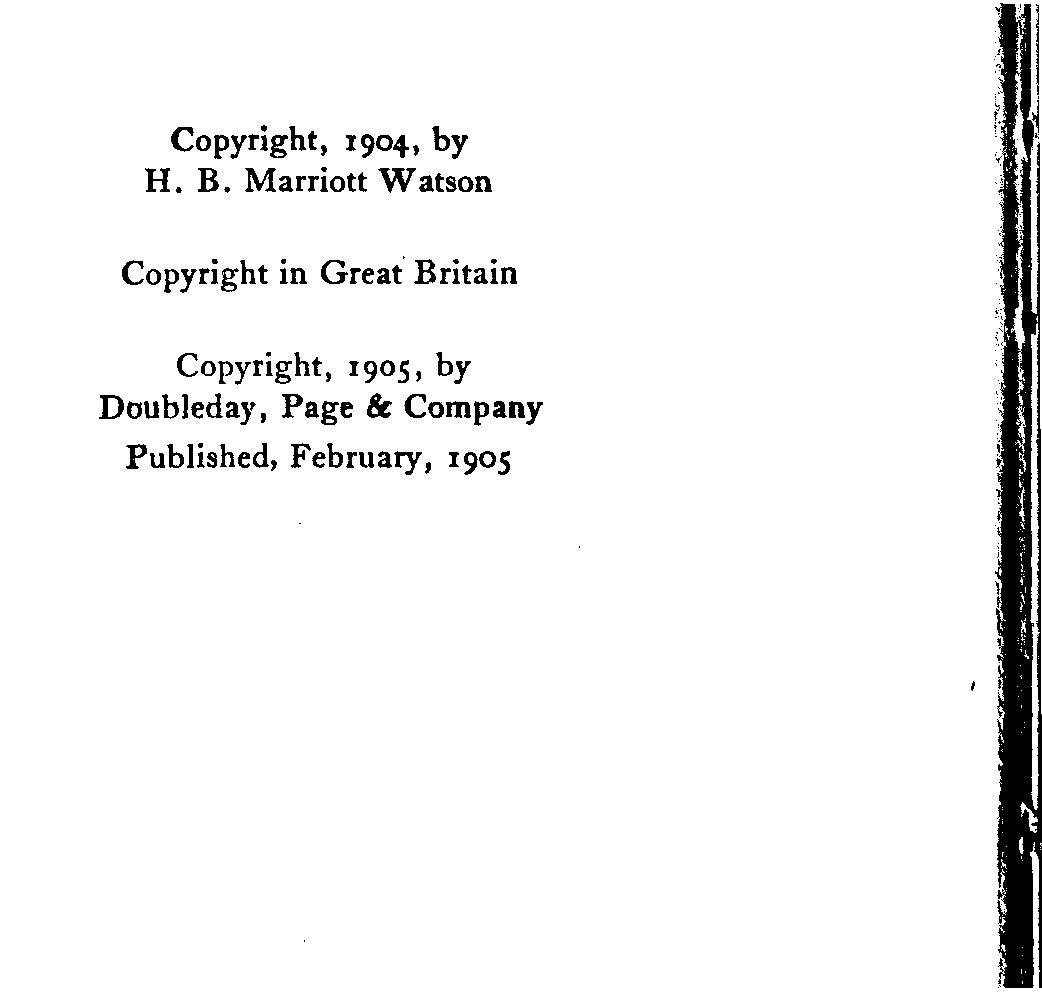 Copyright, 1904, by
H. B. Marriott Watson
Copyright in Great Britain
Copyright, 1905, by
Doubleday, Page & Company
Published, February, 1905